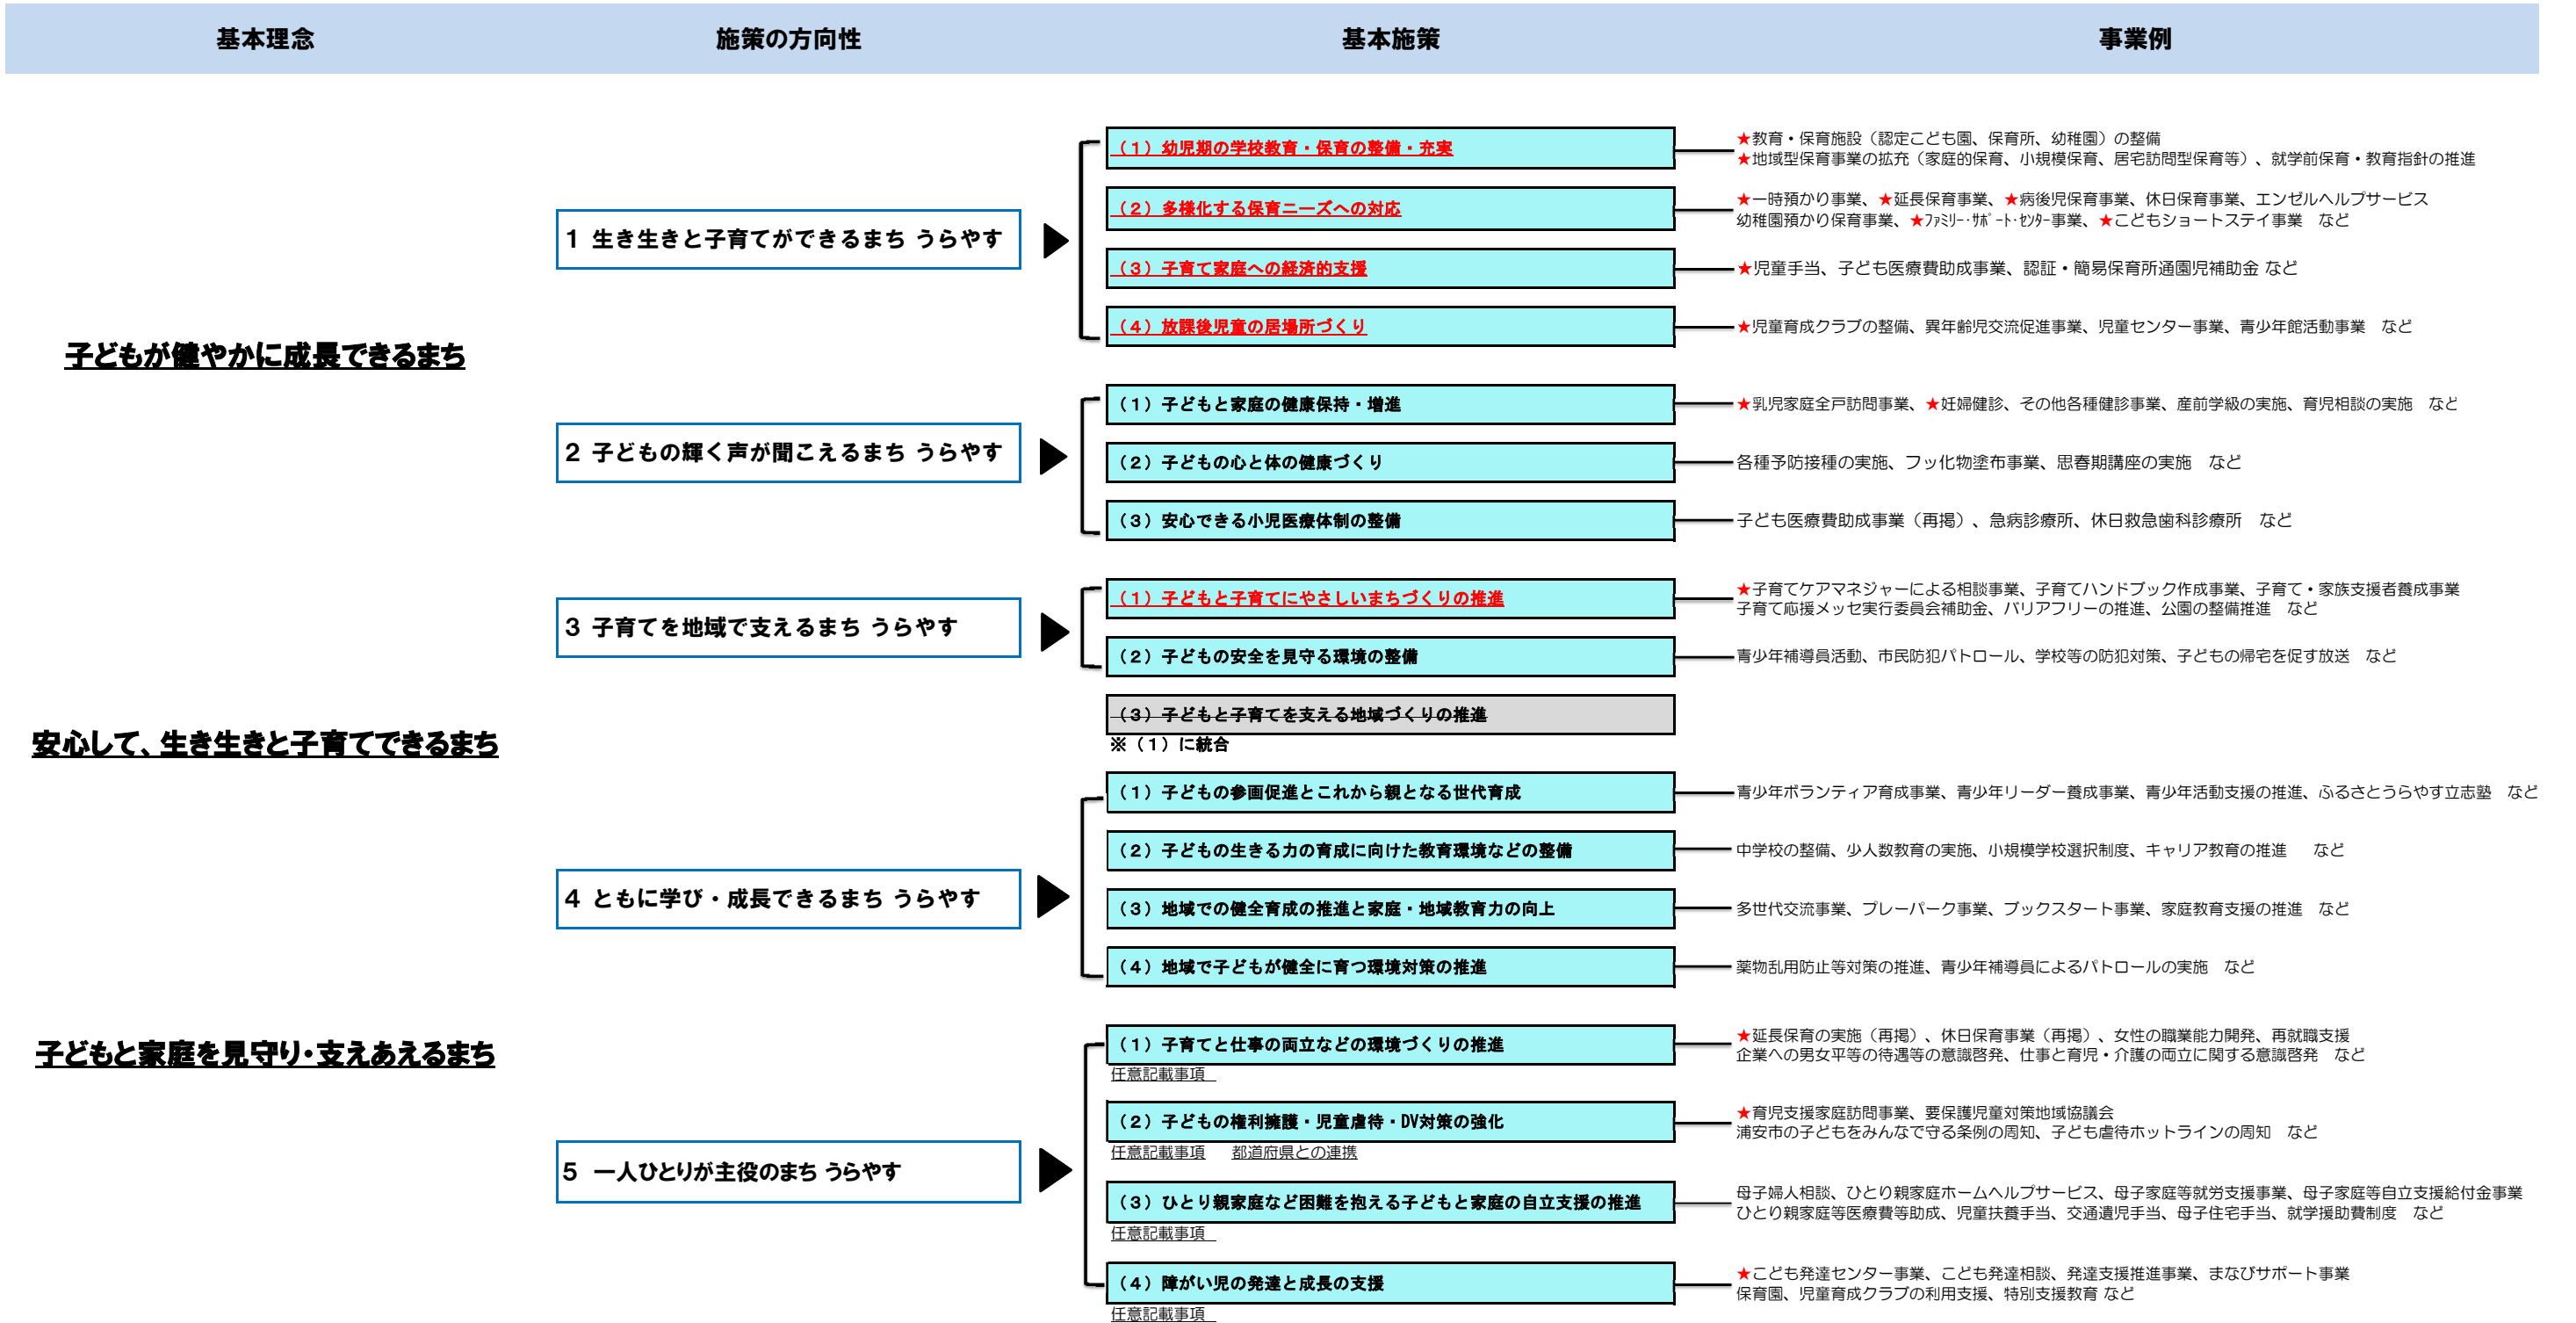 基本理念
施策の方向性
基本施策
事業例
子どもが健やかに成長できるまち
安心して、生き生きと子育てできるまち
子どもと家庭を見守り・支えあえるまち
1 生き生きと子育てができるまち うらやす
（1）幼児期の学校教育・保育の整備・充実
★教育・保育施設（認定こども園、保育所、幼稚園）の整備
★地域型保育事業の拡充（家庭的保育、小規模保育、居宅訪問型保育等）、就学前保育・教育指針の推進
（2）多様化する保育ニーズへの対応
★一時預かり事業、★延長保育事業、★病後児保育事業、休日保育事業、エンゼルヘルプサービス
幼稚園預かり保育事業、★ﾌｧﾐﾘｰ･ｻﾎﾟｰﾄ･ｾﾝﾀｰ事業、★こどもショートステイ事業　など
（3）子育て家庭への経済的支援
★児童手当、子ども医療費助成事業、認証・簡易保育所通園児補助金 など
（4）放課後児童の居場所づくり
★児童育成クラブの整備、異年齢児交流促進事業、児童センター事業、青少年館活動事業　など
2 子どもの輝く声が聞こえるまち うらやす
（1）子どもと家庭の健康保持・増進
★乳児家庭全戸訪問事業、★妊婦健診、その他各種健診事業、産前学級の実施、育児相談の実施　など
（2）子どもの心と体の健康づくり
各種予防接種の実施、フッ化物塗布事業、思春期講座の実施　など
（3）安心できる小児医療体制の整備
子ども医療費助成事業（再掲）、急病診療所、休日救急歯科診療所　など
3 子育てを地域で支えるまち うらやす
（1）子どもと子育てにやさしいまちづくりの推進
★子育てケアマネジャーによる相談事業、子育てハンドブック作成事業、子育て・家族支援者養成事業
子育て応援メッセ実行委員会補助金、バリアフリーの推進、公園の整備推進　など
（2）子どもの安全を見守る環境の整備
青少年補導員活動、市民防犯パトロール、学校等の防犯対策、子どもの帰宅を促す放送　など
（3）子どもと子育てを支える地域づくりの推進
※（1）に統合
4 ともに学び・成長できるまち うらやす
（1）子どもの参画促進とこれから親となる世代育成
青少年ボランティア育成事業、青少年リーダー養成事業、青少年活動支援の推進、ふるさとうらやす立志塾　など
（2）子どもの生きる力の育成に向けた教育環境などの整備
中学校の整備、少人数教育の実施、小規模学校選択制度、キャリア教育の推進　 など
（3）地域での健全育成の推進と家庭・地域教育力の向上
多世代交流事業、プレーパーク事業、ブックスタート事業、家庭教育支援の推進　など
（4）地域で子どもが健全に育つ環境対策の推進
薬物乱用防止等対策の推進、青少年補導員によるパトロールの実施　など
5 一人ひとりが主役のまち うらやす
（1）子育てと仕事の両立などの環境づくりの推進
任意記載事項
★延長保育の実施（再掲）、休日保育事業（再掲）、女性の職業能力開発、再就職支援
企業への男女平等の待遇等の意識啓発、仕事と育児・介護の両立に関する意識啓発　など
（2）子どもの権利擁護・児童虐待・DV対策の強化
任意記載事項　都道府県との連携
★育児支援家庭訪問事業、要保護児童対策地域協議会
浦安市の子どもをみんなで守る条例の周知、子ども虐待ホットラインの周知　など
（3）ひとり親家庭など困難を抱える子どもと家庭の自立支援の推進
任意記載事項
母子婦人相談、ひとり親家庭ホームヘルプサービス、母子家庭等就労支援事業、母子家庭等自立支援給付金事業
ひとり親家庭等医療費等助成、児童扶養手当、交通遺児手当、母子住宅手当、就学援助費制度　など
（4）障がい児の発達と成長の支援
任意記載事項
★こども発達センター事業、こども発達相談、発達支援推進事業、まなびサポート事業
保育園、児童育成クラブの利用支援、特別支援教育 など